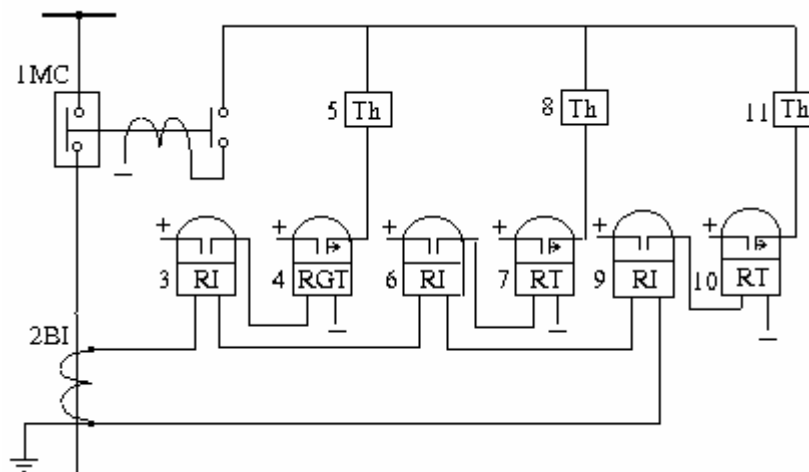 1MC
5 Th
8 Th
11 Th
+ + + + + +
3 RI
4 RGT
6 RI
7 RT
9 RI
10 RT
2BI